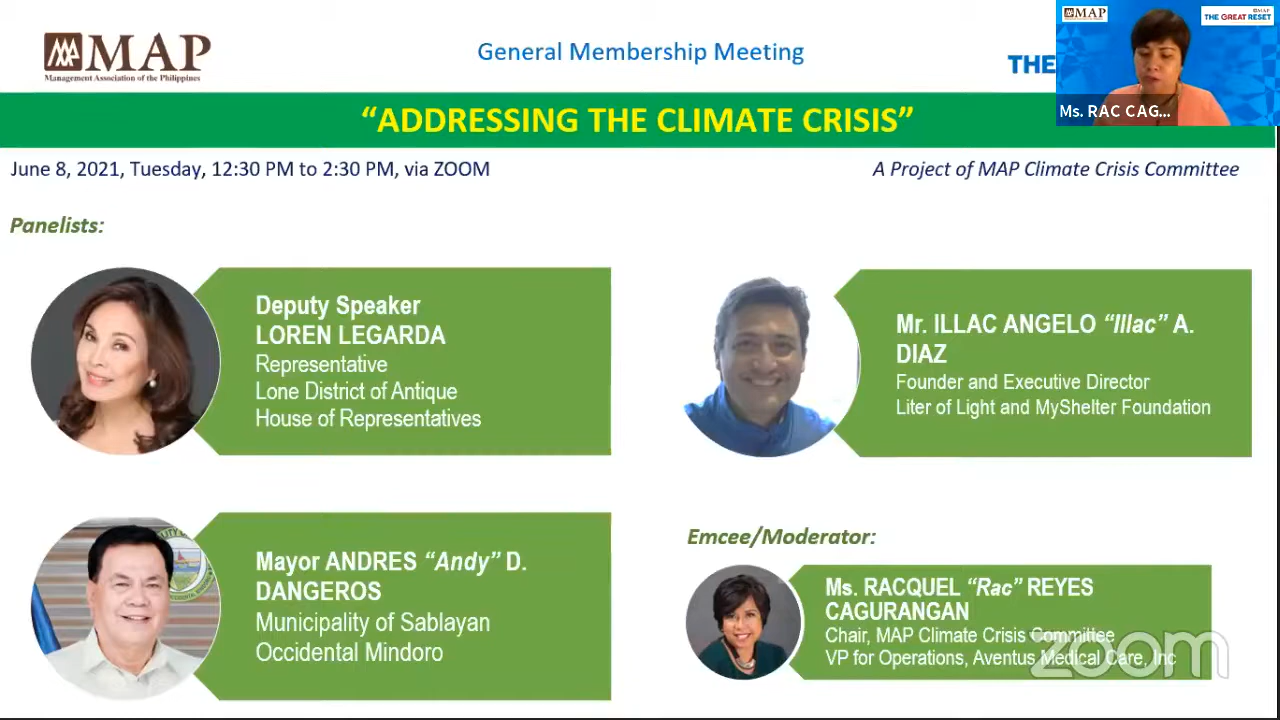 MAP
Management Association of the Philippines
General Membership Meeting
THE
MAP
THE GREAT RESET
Ms. RAC CAG...
“ADDRESSING THE CLIMATE CRISIS”
June 8, 2021, Tuesday, 12:30 PM to 2:30 PM, via ZOOM
A Project of MAP Climate Crisis Committee
Panelists:
Deputy Speaker
LOREN LEGARDA
Representative
Lone District of Antique
House of Representatives
Mr. ILLAC ANGELO “Illac” A.
DIAZ
Founder and Executive Director
Liter of Light and MyShelter Foundation
Mayor ANDRES “Andy” D.
DANGEROS
Municipality of Sablayan
Occidental Mindoro
Emcee/Moderator:
Ms. RACQUEL “Rac” REYES
CAGURANGAN
Chair, MAP Climate Crisis Committee
VP for Operations, Aventus Medical Care, Inc
zoom